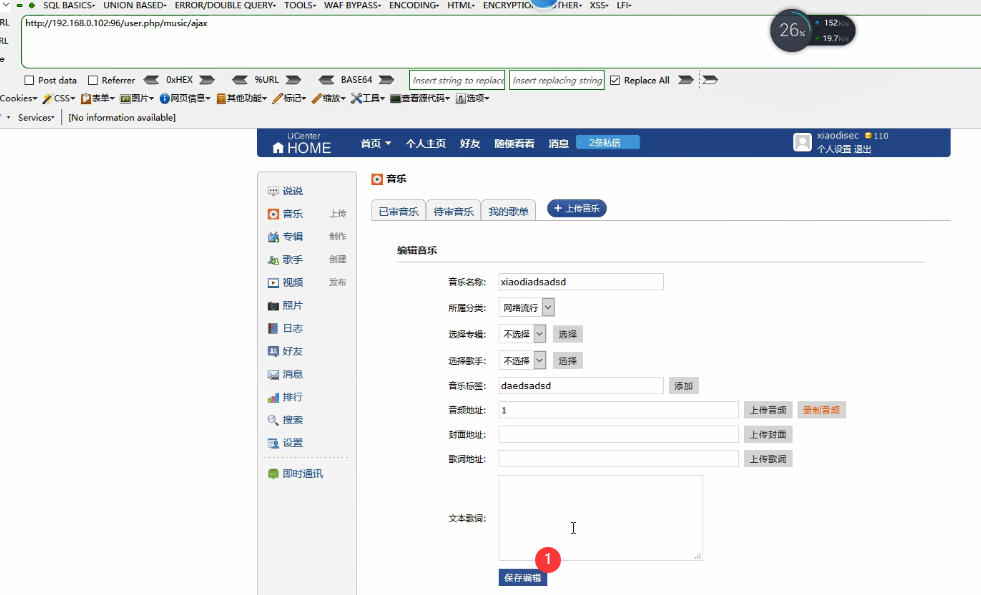 SQL BASICS▾ UNION BASED▾ ERROR/DOUBLE QUERY▾ TOOLS▾ WAF BYPASS▾ ENCODING▾ HTML▾ XSS▾ LFI▾
RL http://192.168.0.102:96/user.php/music/ajax
RL
e
26%
152K/s
19.7K/s
Post data Referrer 0xHEX %URL BASE64 Insert string to replace Insert replacing string Replace All
Cookies▾ CSS▾ 表单▾ 图片▾ 网页信息▾ 其他功能▾ 标记▾ 缩放▾ 工具▾ 查看源代码▾ 选项▾
Services▾ [No information available]
UCenter
HOME
首页 个人主页 好友 随便看看 消息 2条私信
xiaodisec 110
个人设置 退出
说说
音乐 上传
专辑 制作
歌手 创建
视频 发布
照片
日志
好友
消息
排行
搜索
设置
即时通讯
音乐
已审音乐 待审音乐 我的歌单 + 上传音乐
编辑音乐
音乐名称: xiaodiadsadsd
所属分类: 网络流行
选择专辑: 不选择 选择
选择歌手: 不选择 选择
音乐标签: daedsadsd 添加
音频地址: 1 上传音频 录制音频
封面地址: 上传封面
歌词地址: 上传歌词
文本歌词:
1
保存编辑